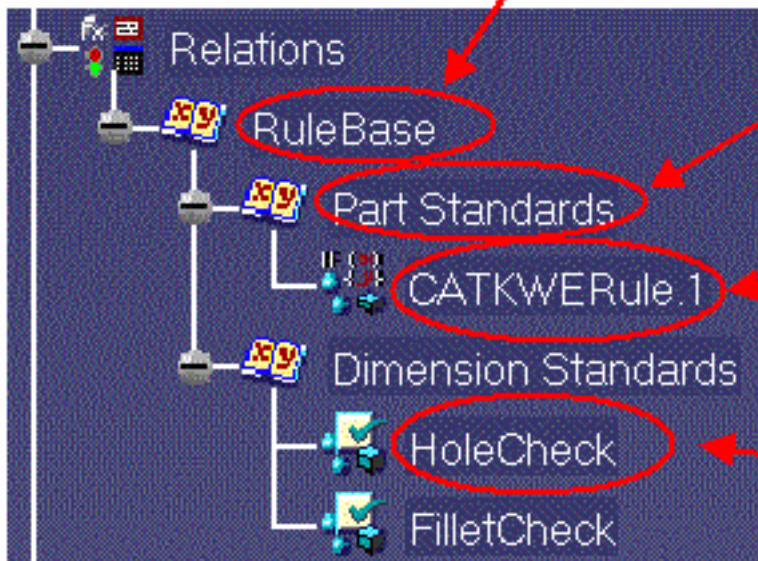 Relations
RuleBase
Part Standards
CATKWERule.1
Dimension Standards
HoleCheck
FilletCheck